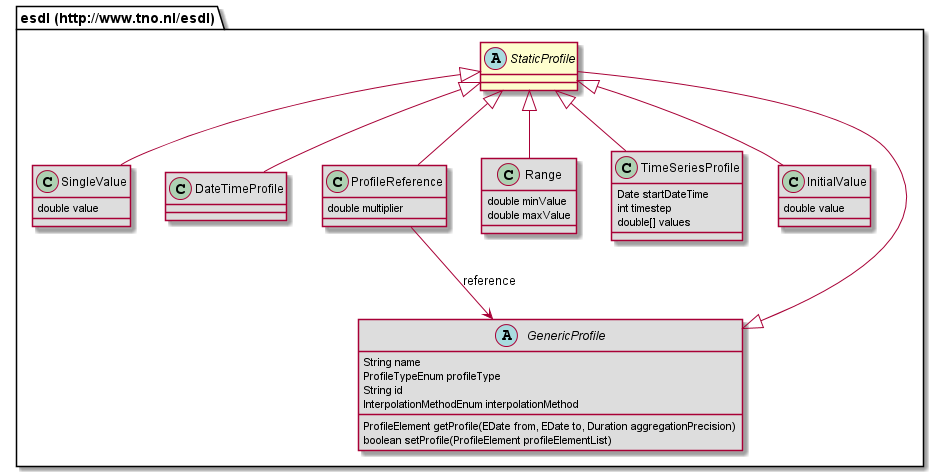 esdl (http://www.tno.nl/esdl)
A StaticProfile
C SingleValue
double value
C DateTimeProfile
C ProfileReference
double multiplier
C Range
double minValue
double maxValue
C TimeSeriesProfile
Date startDateTime
int timestep
double[] values
C InitialValue
double value
reference
A GenericProfile
String name
ProfileTypeEnum profileType
String id
InterpolationMethodEnum interpolationMethod
ProfileElement getProfile(EDate from, EDate to, Duration aggregationPrecision)
boolean setProfile(ProfileElement profileElementList)